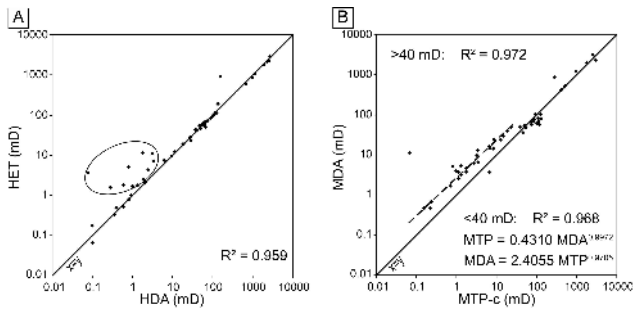 A
10000
1000
100
10
1
0.1
0.01
HET (mD)
x=y
R² = 0.959
0.01 0.1 1 10 100 1000 10000
HDA (mD)
B
10000
1000
100
10
1
0.1
0.01
MDA (mD)
>40 mD: R² = 0.972
<40 mD: R² = 0.968
MTP = 0.4310 MDA
MDA = 2.4055 MTP
x=y
0.01 0.1 1 10 100 1000 10000
MTP-c (mD)